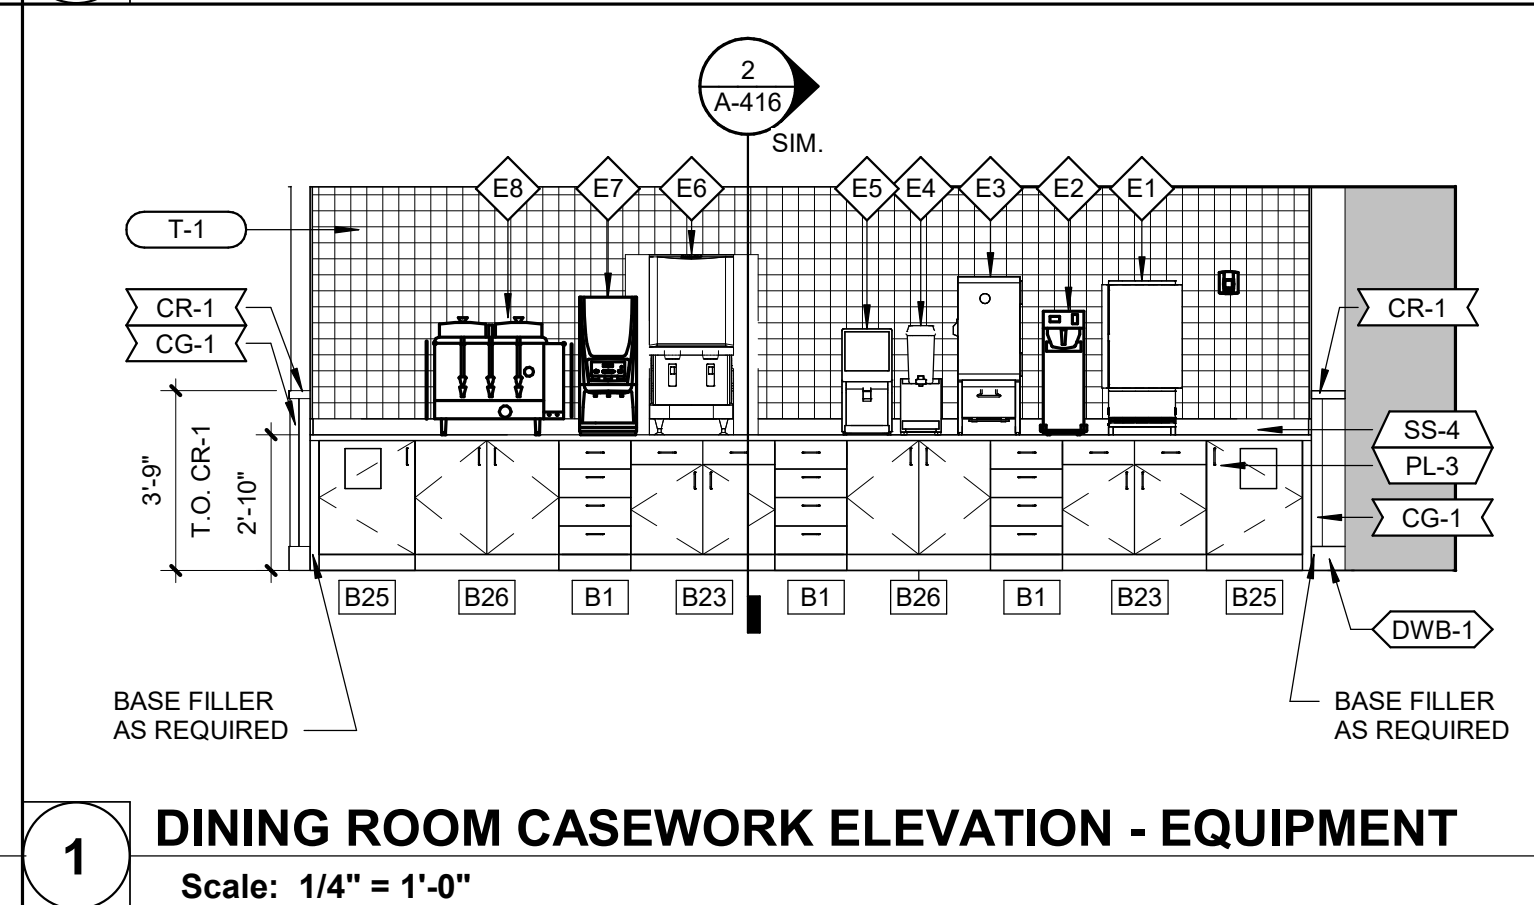 2
A-416
SIM.
E8 E7 E6 E5 E4 E3 E2 E1
T-1
CR-1
CG-1
CR-1
SS-4
PL-3
CG-1
3'-9"
T.O. CR-1
2'-10"
B25 B26 B1 B23 B1 B26 B1 B23 B25
DWB-1
BASE FILLER
AS REQUIRED
BASE FILLER
AS REQUIRED
1
DINING ROOM CASEWORK ELEVATION - EQUIPMENT
Scale: 1/4" = 1'-0"